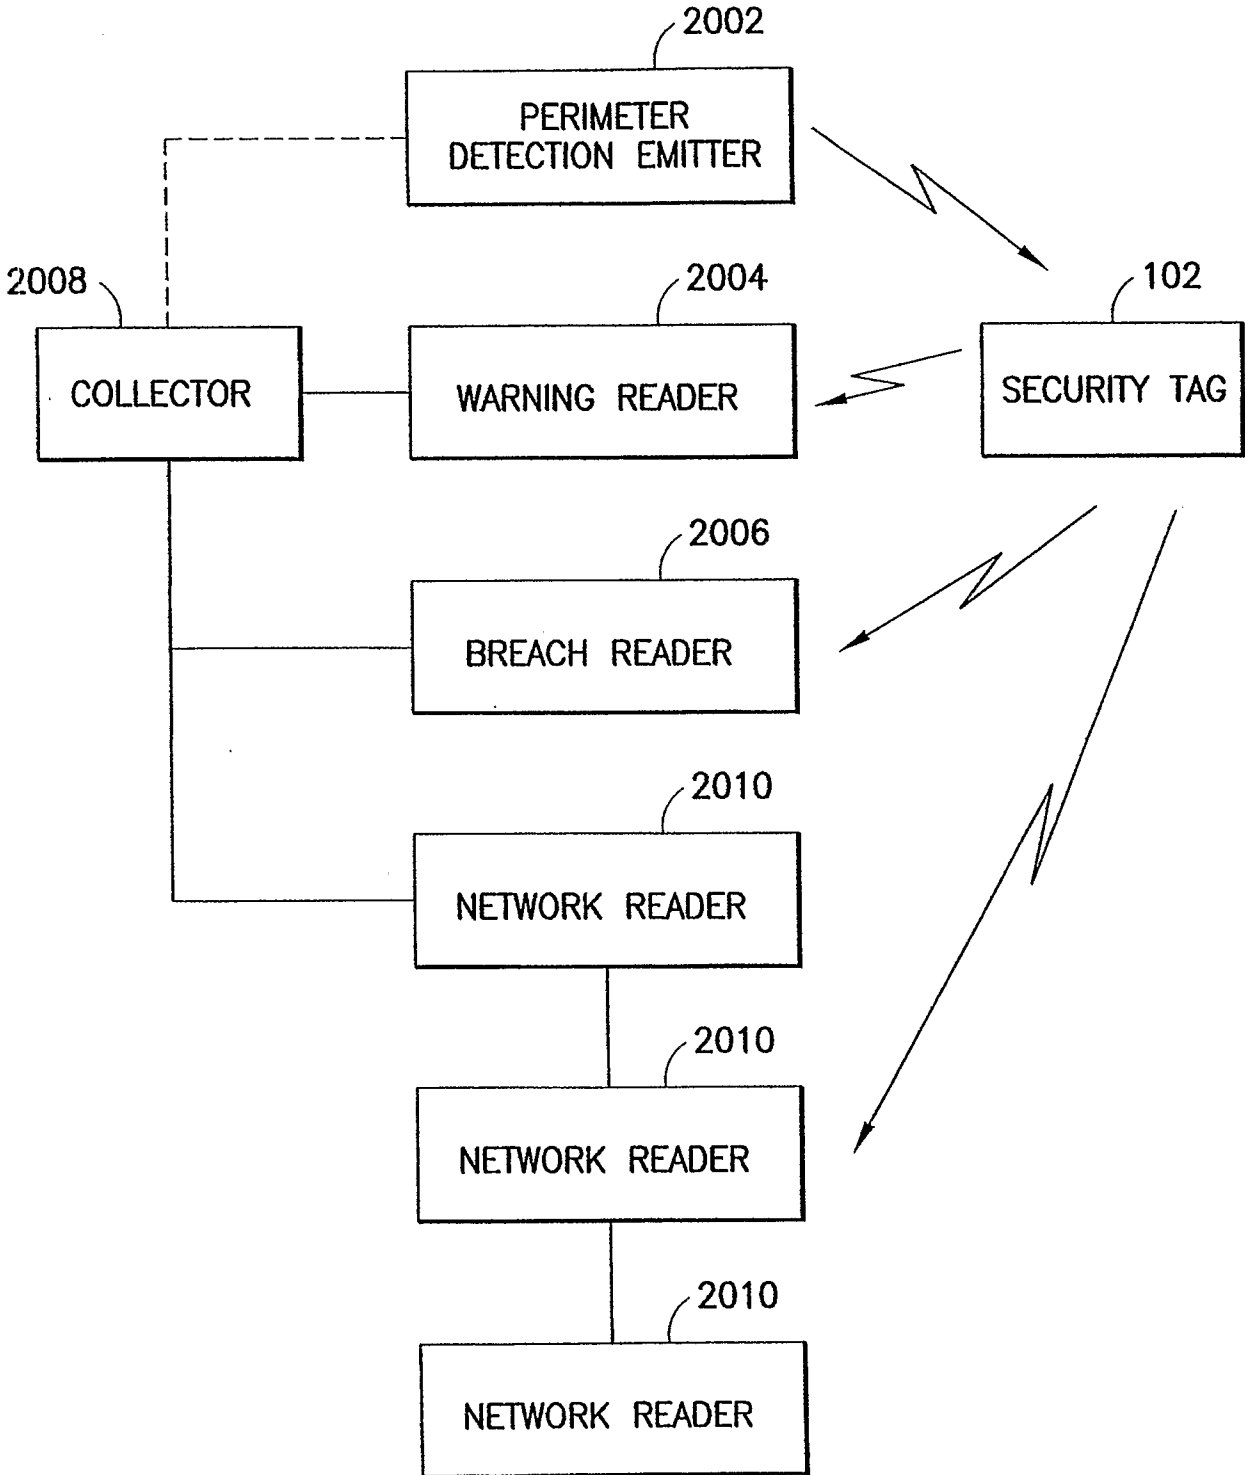 2002
PERIMETER
DETECTION EMITTER
2008
COLLECTOR
2004
WARNING READER
102
SECURITY TAG
2006
BREACH READER
2010
NETWORK READER
2010
NETWORK READER
2010
NETWORK READER